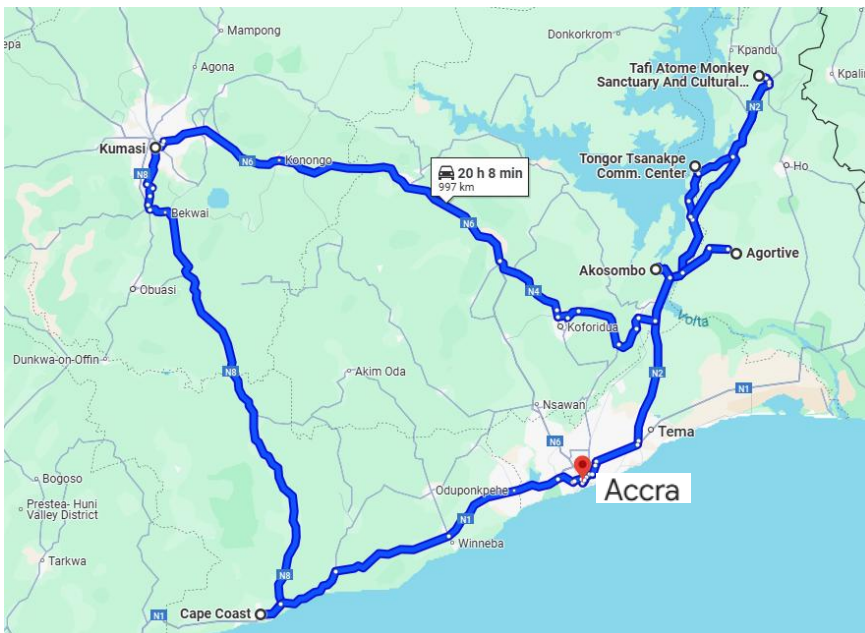 epa
Mampong
Agona
Donkorkrom
Kpandu
Tafi Atome Monkey
Sanctuary And Cultural...
Kpalin
N2
Kumasi
N6
Konongo
20 h 8 min
997 km
Tongor Tsanakpe
Comm. Center
Ho
N8
Bekwai
N6
Agortive
Akosombo
Obuasi
N4
Koforidua
Volta
Dunkwa-on-Offin
N8
Akim Oda
N2
N1
Nsawan
Tema
N6
Bogoso
Oduponkpehe
Accra
Prestea- Huni
Valley District
N1
Winneba
Tarkwa
N8
Cape Coast
N1